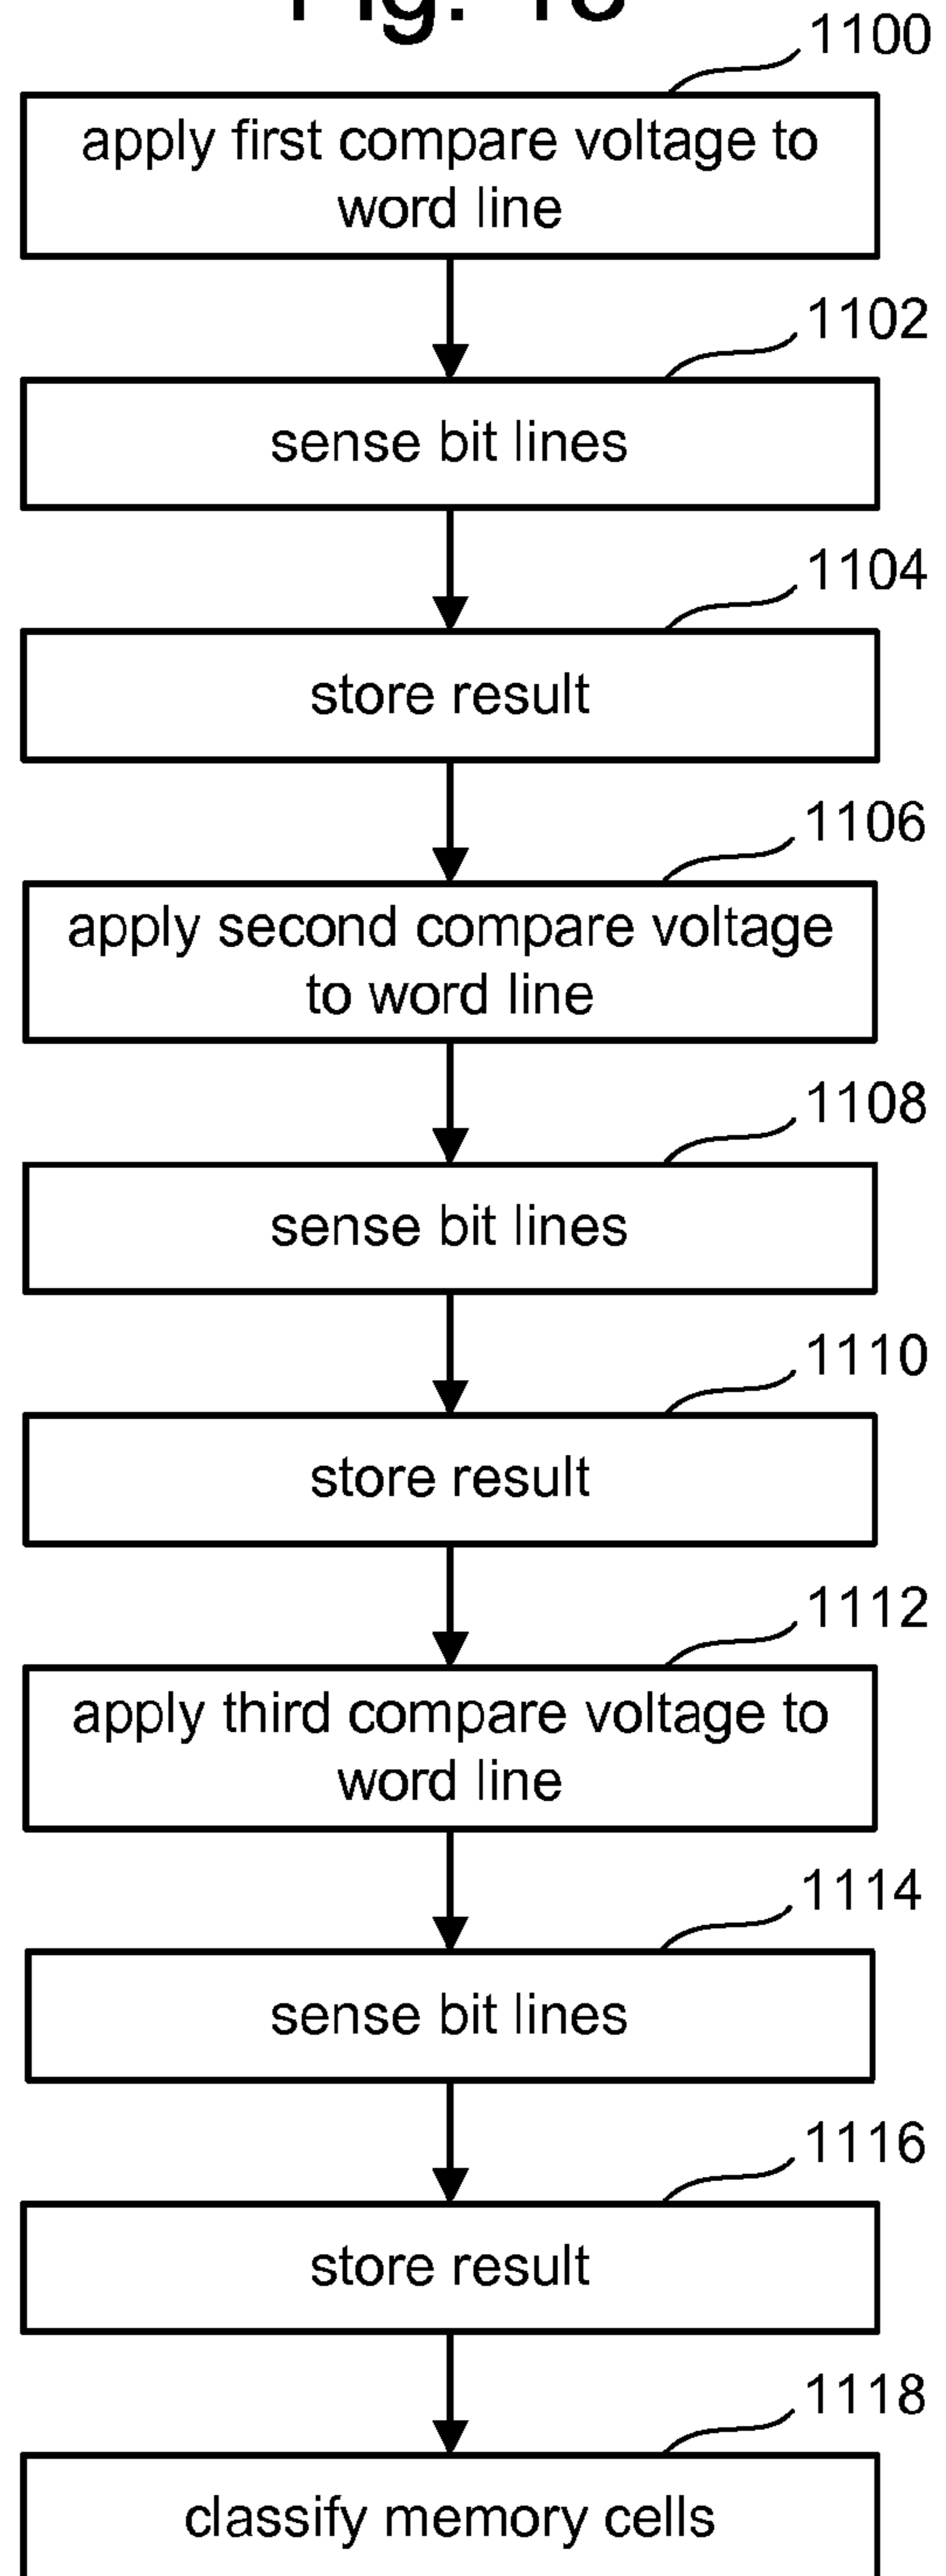 1100
apply first compare voltage to
word line
1102
sense bit lines
1104
store result
1106
apply second compare voltage
to word line
1108
sense bit lines
1110
store result
1112
apply third compare voltage to
word line
1114
sense bit lines
1116
store result
1118
classify memory cells